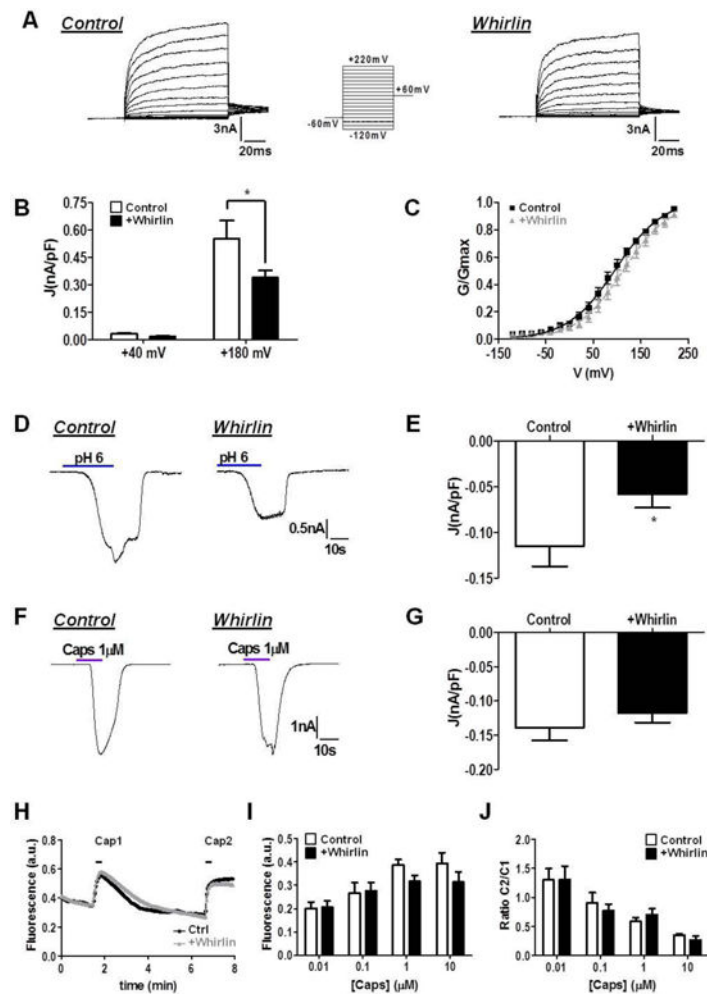 A
Control
Whirlin
+220mV
+60mV
-60mV
-120mV
3nA
20ms
3nA
20ms
B
Control
+Whirlin
*
J(nA/pF)
0.75
0.60
0.45
0.30
0.15
0.00
+40 mV
+180 mV
C
Control
+Whirlin
G/Gmax
1.0
0.8
0.6
0.4
0.2
0.0
-150 -50 50 150 250
V (mV)
D
Control
Whirlin
pH 6
pH 6
0.5nA
10s
E
Control
+Whirlin
J(nA/pF)
0.00
-0.05
-0.10
-0.15
*
F
Control
Whirlin
Caps 1µM
Caps 1µM
1nA
10s
G
Control
+Whirlin
J(nA/pF)
0.00
-0.05
-0.10
-0.15
-0.20
H
Cap1
Cap2
Fluorescence (a.u.)
0.8
0.6
0.4
0.2
0.0
Ctrl
+Whirlin
0 2 4 6 8
time (min)
I
Control
+Whirlin
Fluorescence (a.u.)
0.5
0.4
0.3
0.2
0.1
0.0
0.01 0.1 1 10
[Caps] (µM)
J
Control
+Whirlin
Ratio C2/C1
2.0
1.5
1.0
0.5
0.0
0.01 0.1 1 10
[Caps] (µM)